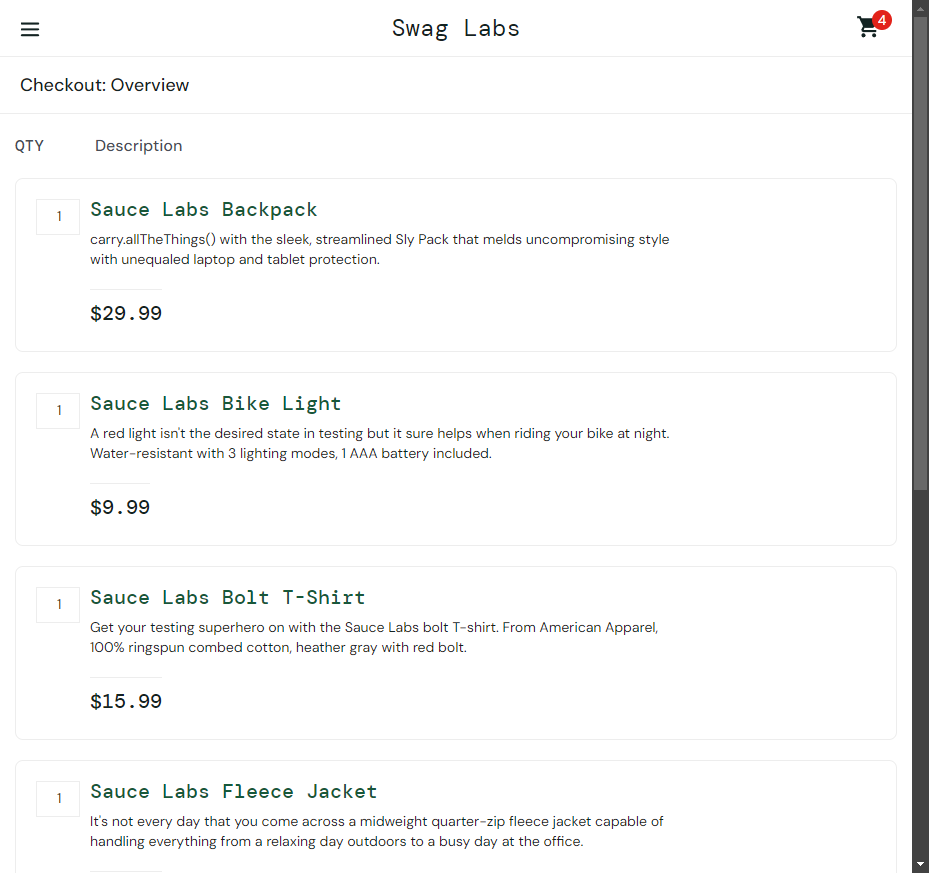 Swag Labs
4
Checkout: Overview
QTY Description
1
Sauce Labs Backpack
carry.allTheThings() with the sleek, streamlined Sly Pack that melds uncompromising style
with unequaled laptop and tablet protection.
$29.99
1
Sauce Labs Bike Light
A red light isn't the desired state in testing but it sure helps when riding your bike at night.
Water-resistant with 3 lighting modes, 1 AAA battery included.
$9.99
1
Sauce Labs Bolt T-Shirt
Get your testing superhero on with the Sauce Labs bolt T-shirt. From American Apparel,
100% ringspun combed cotton, heather gray with red bolt.
$15.99
1
Sauce Labs Fleece Jacket
It's not every day that you come across a midweight quarter-zip fleece jacket capable of
handling everything from a relaxing day outdoors to a busy day at the office.